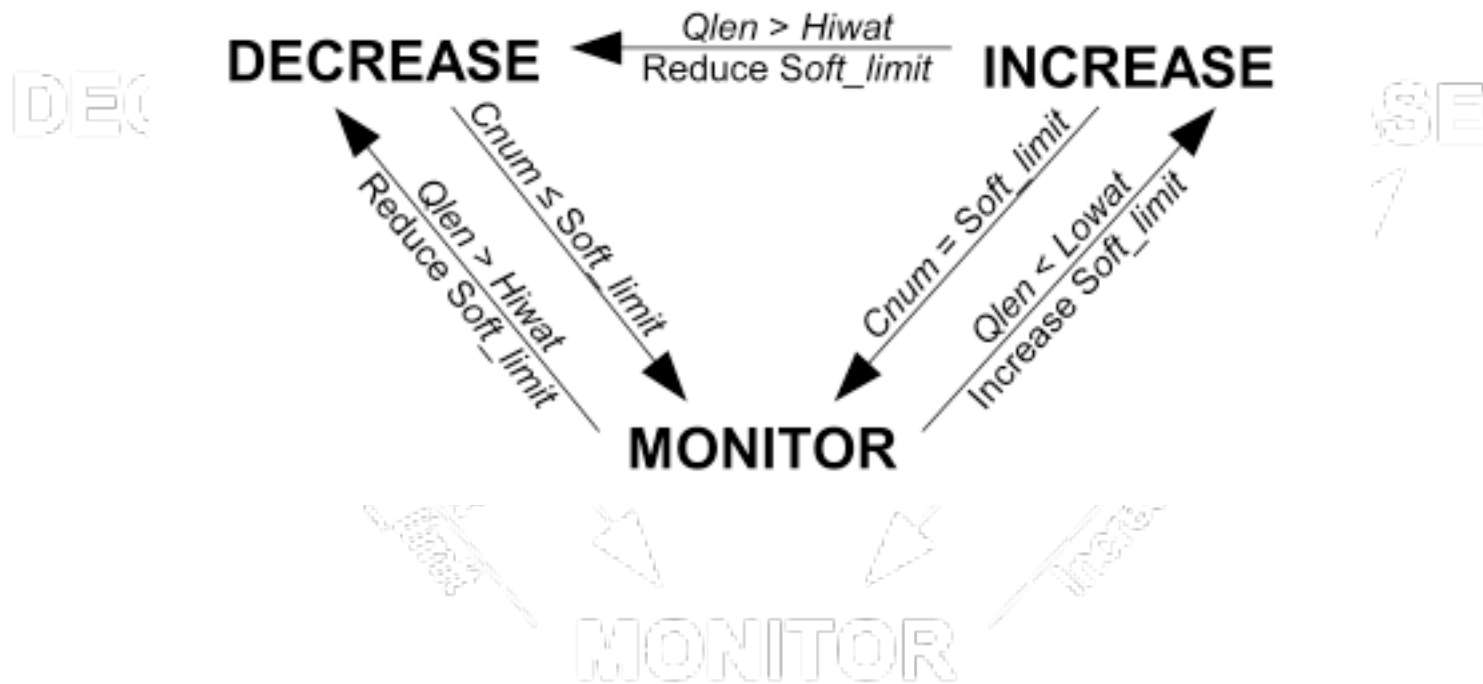 Qlen > Hiwat
DECREASE
INCREASE
Reduce Soft_limit
Cnum ≤ Soft_limit
Qlen > Hiwat
Reduce Soft_limit
Cnum = Soft_limit
Qlen < Lowat
Increase Soft_limit
MONITOR
MONITOR